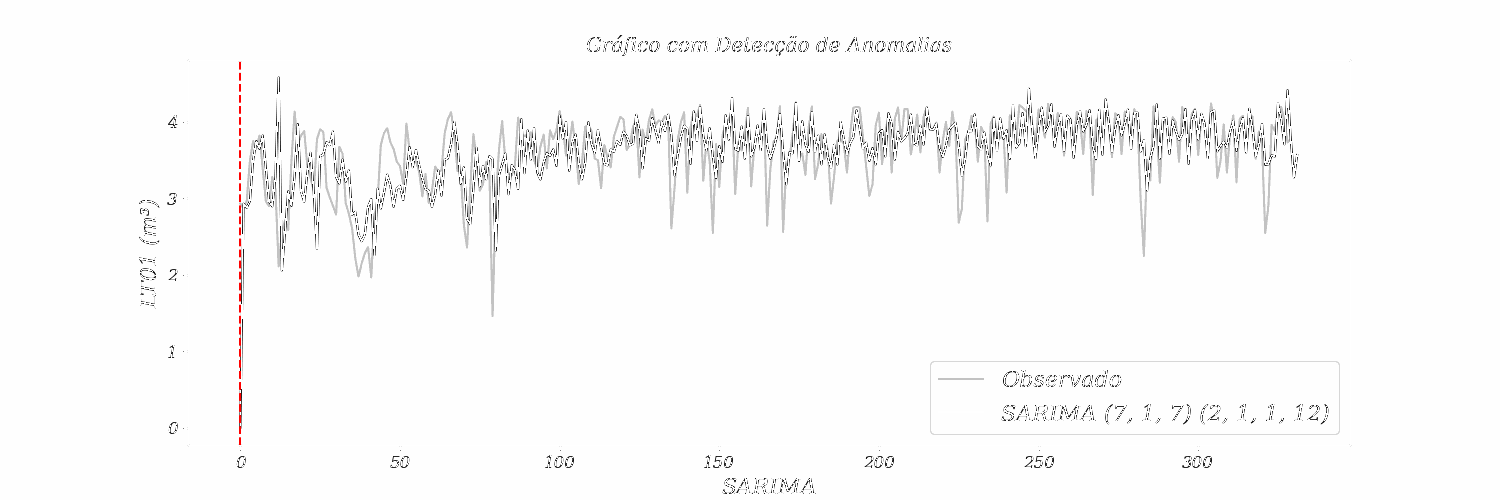 Gráfico com Detecção de Anomalias
LT01 (m³)
4
3
2
1
0
Observado
SARIMA (7, 1, 7) (2, 1, 1, 12)
0 50 100 150 200 250 300
SARIMA